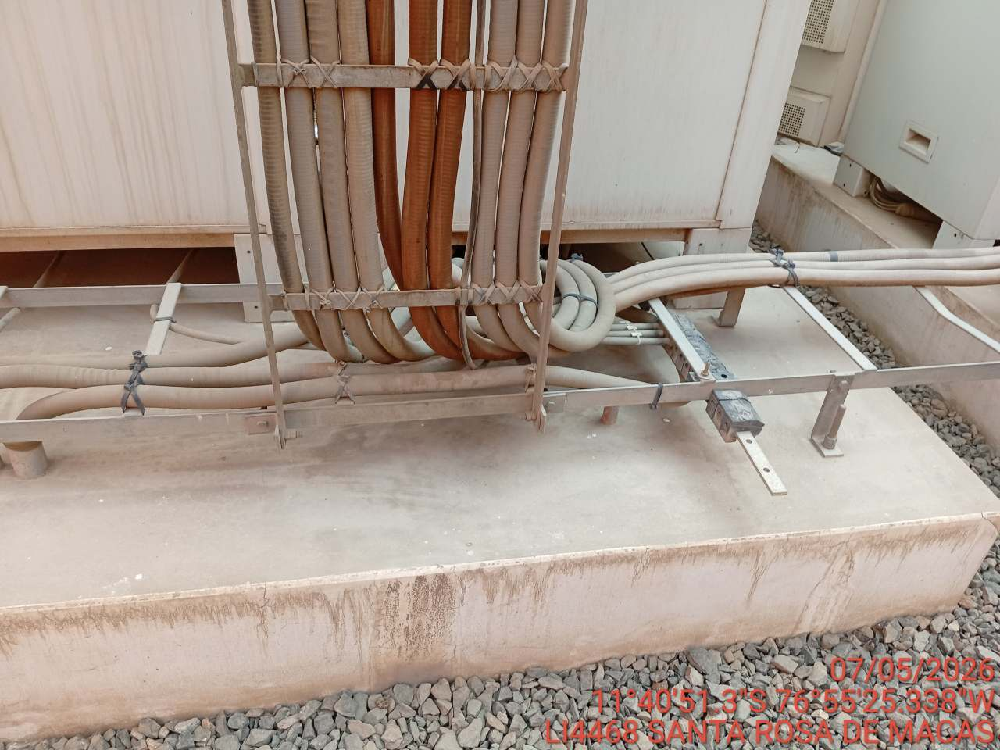 07/05/2026
11°40'51.3"S 76°55'25.338"W
LI4468 SANTA ROSA DE MACAS